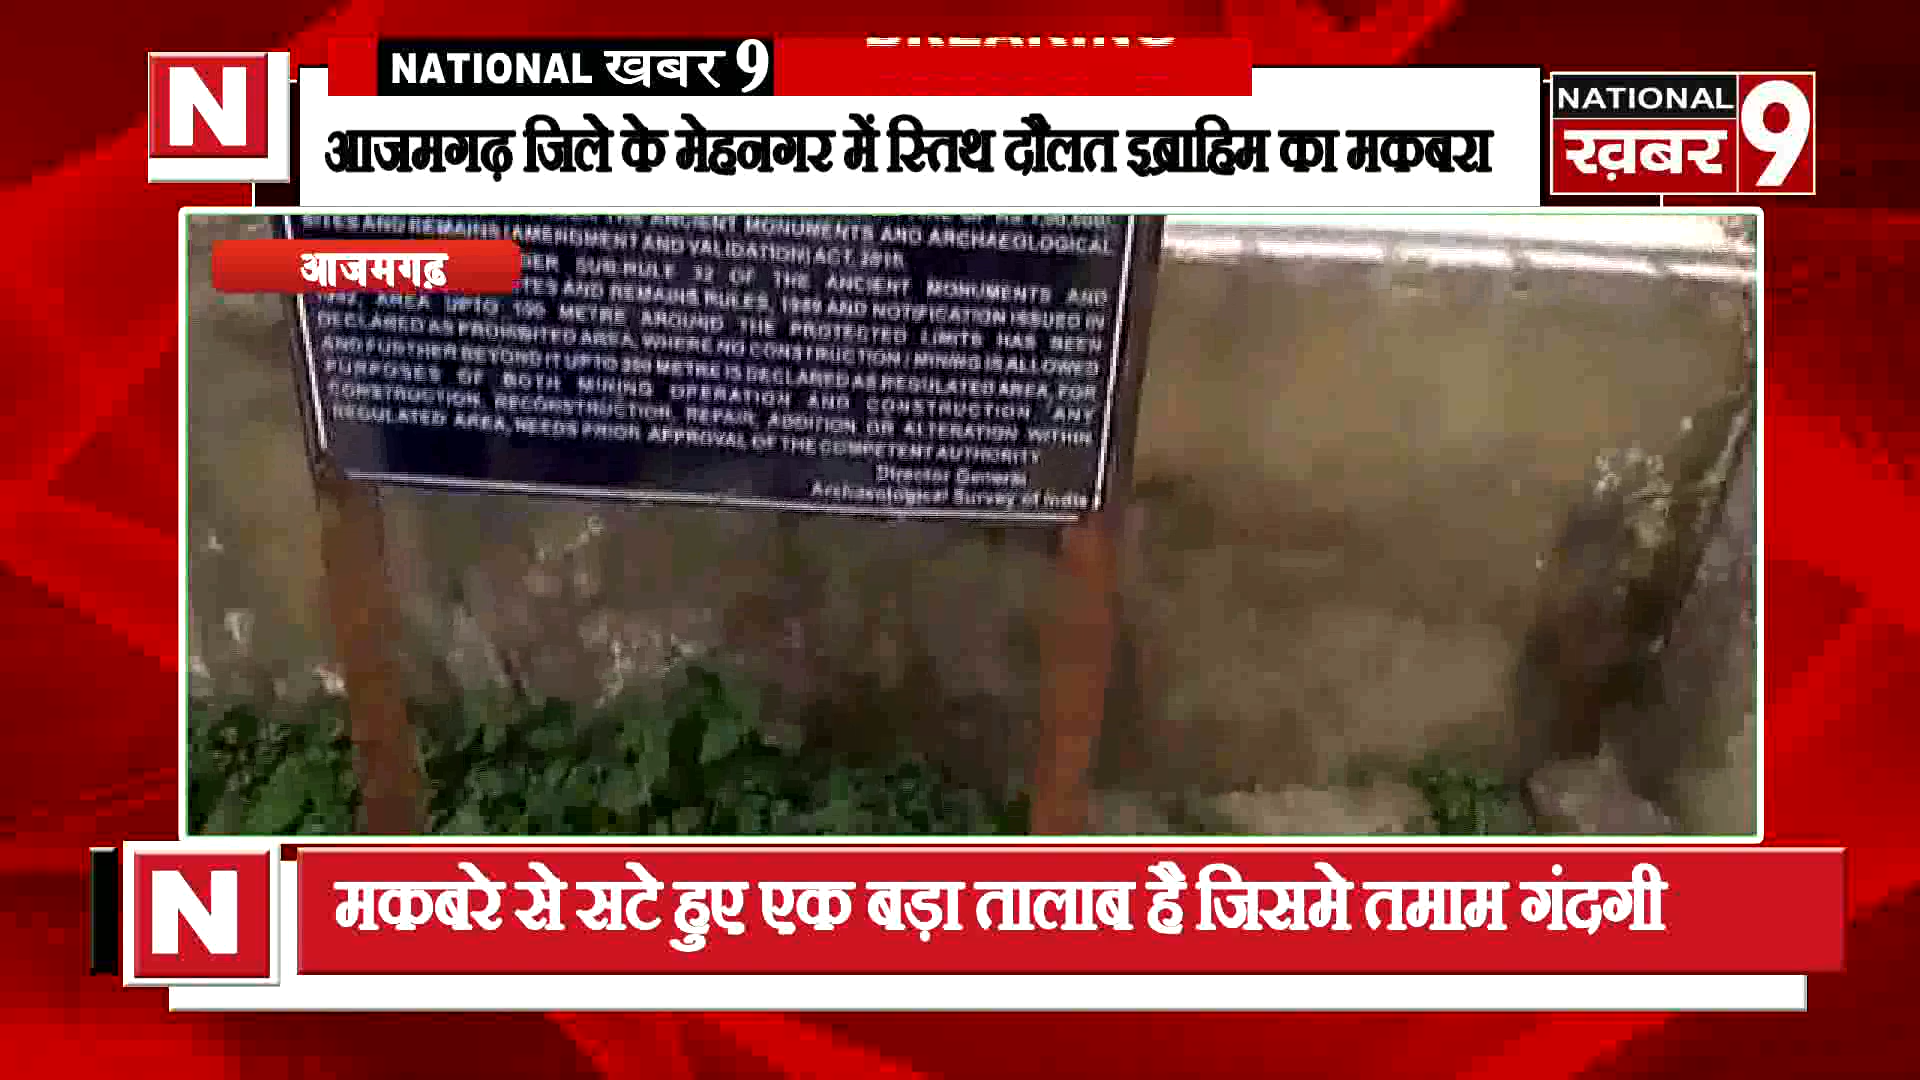 NATIONAL खबर 9
N
आजमगढ़ जिले के मेहनगर में स्तिथ दौलत इब्राहिम का मकबरा
NATIONAL
ख़बर 9
आजमगढ़
MONUMENTS AND ARCHAEOLOGICAL
AND REMAINS (AMENDMENT AND VALIDATION) ACT, 2010.
SUB-RULE 32 OF THE ANCIENT MONUMENTS AND
AND REMAINS RULES, 1959 AND NOTIFICATION ISSUED IN
AREA UPTO 100 METRE AROUND THE PROTECTED LIMITS HAS BEEN
DECLARED AS PROHIBITED AREA, WHERE NO CONSTRUCTION / MINING IS ALLOWED
AND FURTHER BEYOND IT UPTO 200 METRE IS DECLARED AS REGULATED AREA FOR
PURPOSES OF BOTH MINING OPERATION AND CONSTRUCTION. ANY
CONSTRUCTION, RECONSTRUCTION, REPAIR, ADDITION OR ALTERATION WITHIN
REGULATED AREA, NEEDS PRIOR APPROVAL OF THE COMPETENT AUTHORITY
Director General
Archaeological Survey of India
N
मकबरे से सटे हुए एक बड़ा तालाब है जिसमे तमाम गंदगी